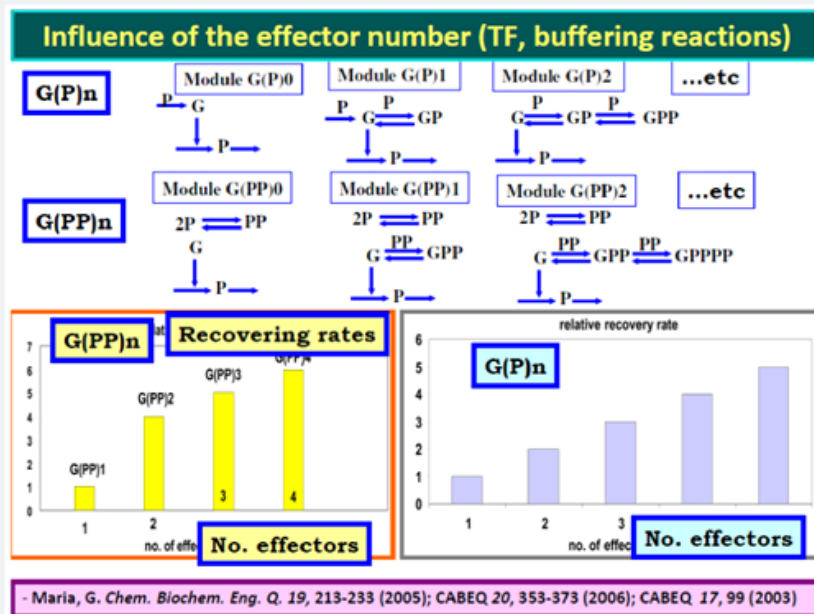 Influence of the effector number (TF, buffering reactions)
G(P)n
Module G(P)0
Module G(P)1
Module G(P)2
...etc
P G
P
P G P GP
P
G P GP P GPP
P
G(PP)n
Module G(PP)0
Module G(PP)1
Module G(PP)2
...etc
2P PP
G
P
2P PP
G PP GPP
P
2P PP
G PP GPP PP GPPPP
P
G(PP)n
Recovering rates
7
6
5
4
3
2
1
0
G(PP)1
G(PP)2
G(PP)3
G(PP)4
3
4
1
2
no. of
No. effectors
relative recovery rate
G(P)n
6
5
4
3
2
1
0
1
2
3
no. of
No. effectors
- Maria, G. Chem. Biochem. Eng. Q. 19, 213-233 (2005); CABEQ 20, 353-373 (2006); CABEQ 17, 99 (2003)